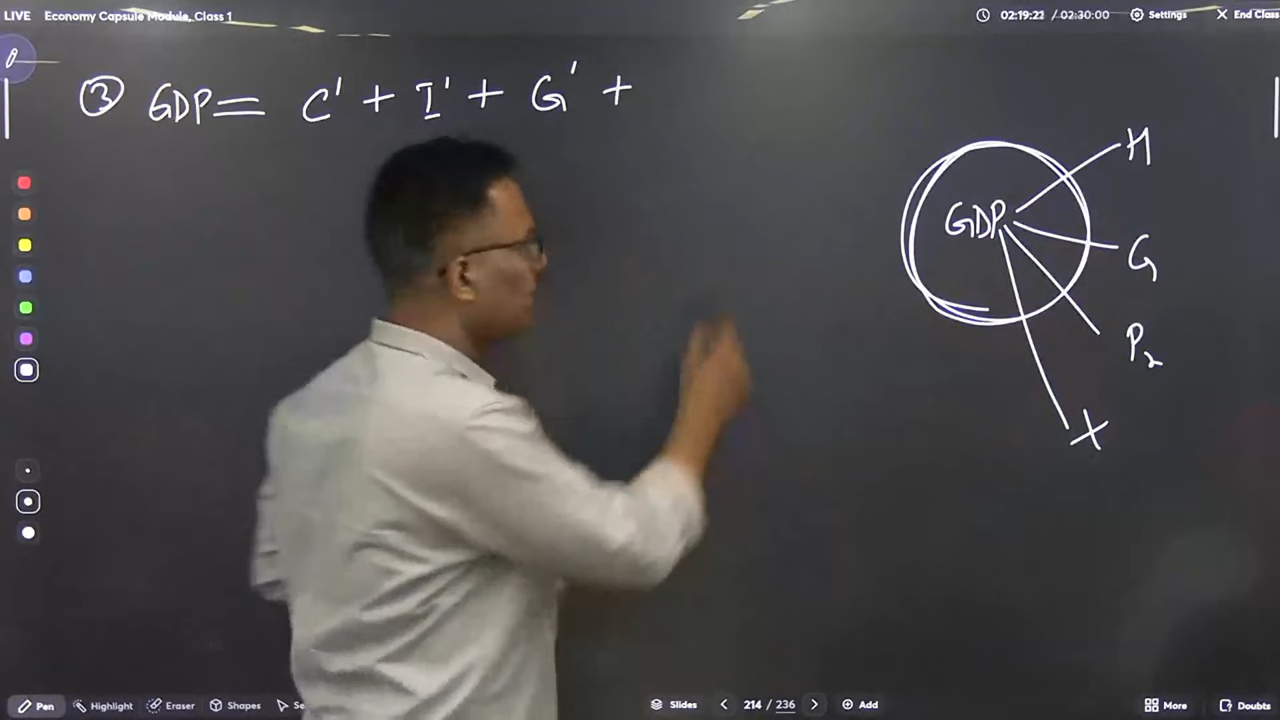 LIVE Economy Capsule Module, Class 1 02:19:21 / 02:30:00 Settings End Class
③ GDP = C' + I' + G' +
GDP
H
G
P2
X
Pen Highlight Eraser Shapes Slides 214 / 236 Add More Doubts